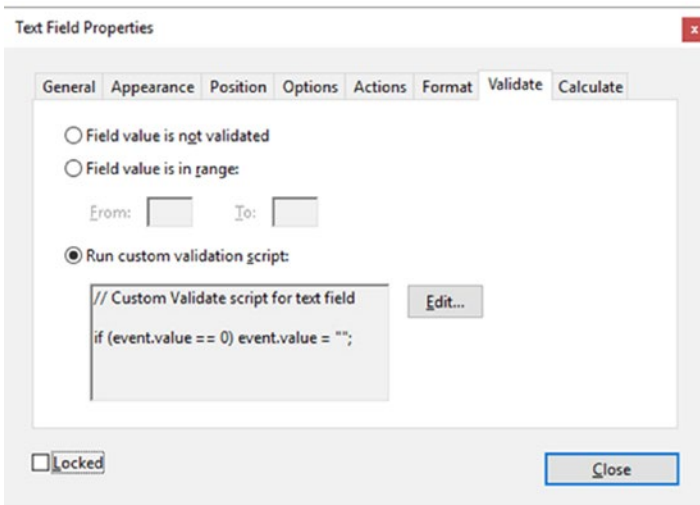 Text Field Properties
x
General Appearance Position Options Actions Format Validate Calculate
Field value is not validated
Field value is in range:
From: To:
Run custom validation script:
// Custom Validate script for text field
if (event.value == 0) event.value = "";
Edit...
Locked
Close